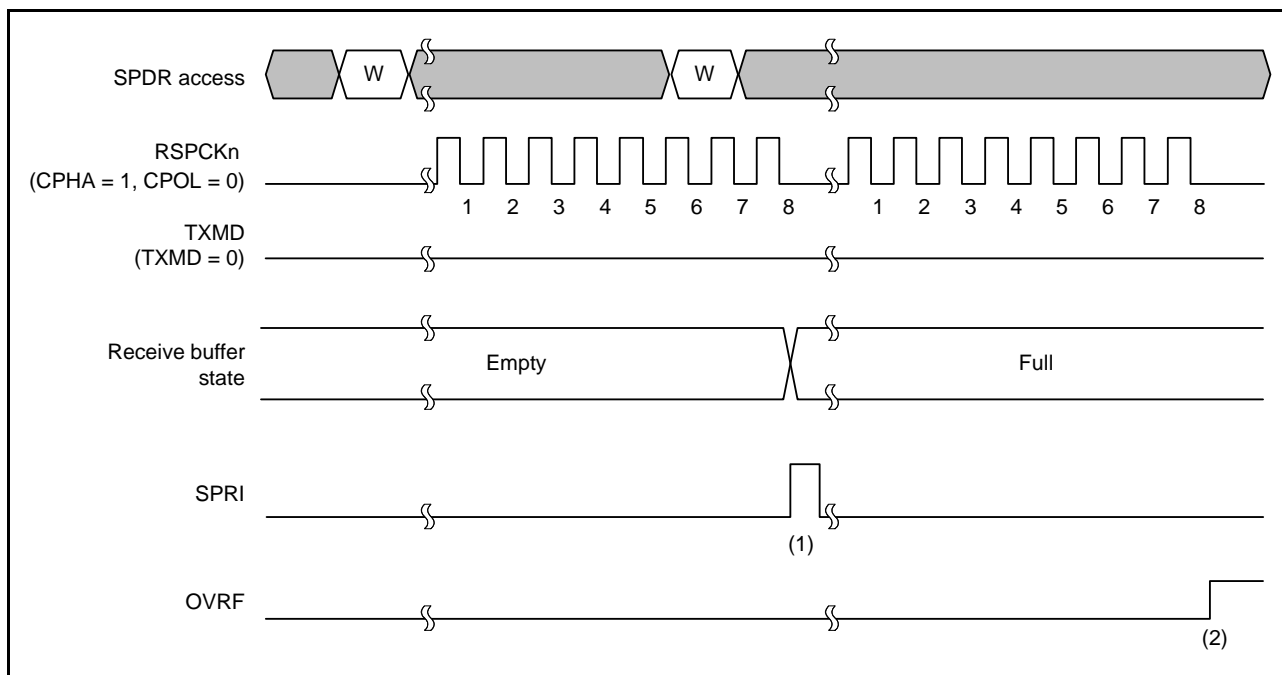 SPDR access
W
W
RSPCKn
(CPHA = 1, CPOL = 0)
1 2 3 4 5 6 7 8
1 2 3 4 5 6 7 8
TXMD
(TXMD = 0)
Receive buffer
state
Empty
Full
SPRI
(1)
OVRF
(2)